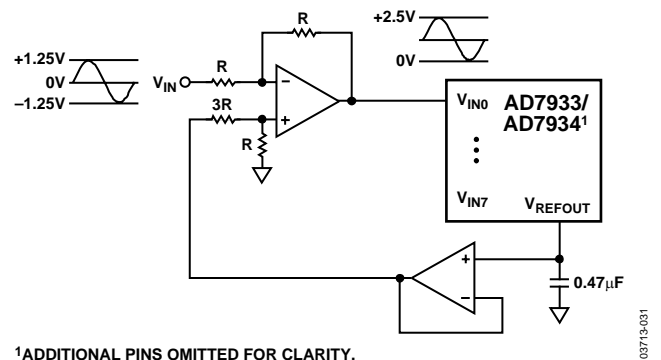 R
+2.5V
0V
+1.25V
0V
–1.25V
VIN
R
3R
R
–
+
VIN0
AD7933/
AD7934¹
VIN7
VREFOUT
+
–
0.47µF
¹ADDITIONAL PINS OMITTED FOR CLARITY.
03713-031